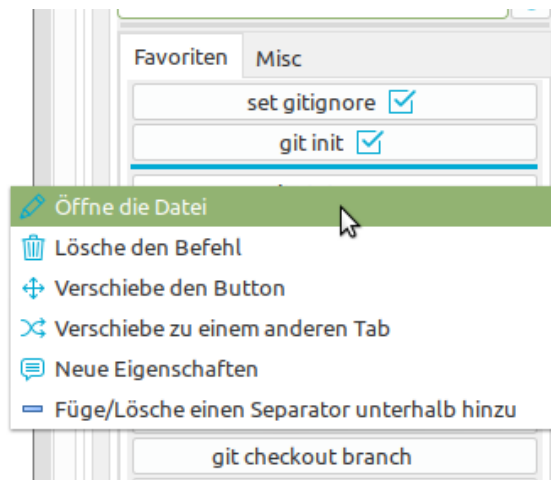 Favoriten
Misc
set gitignore
git init
Öffne die Datei
Lösche den Befehl
Verschiebe den Button
Verschiebe zu einem anderen Tab
Neue Eigenschaften
Füge/Lösche einen Separator unterhalb hinzu
git checkout branch